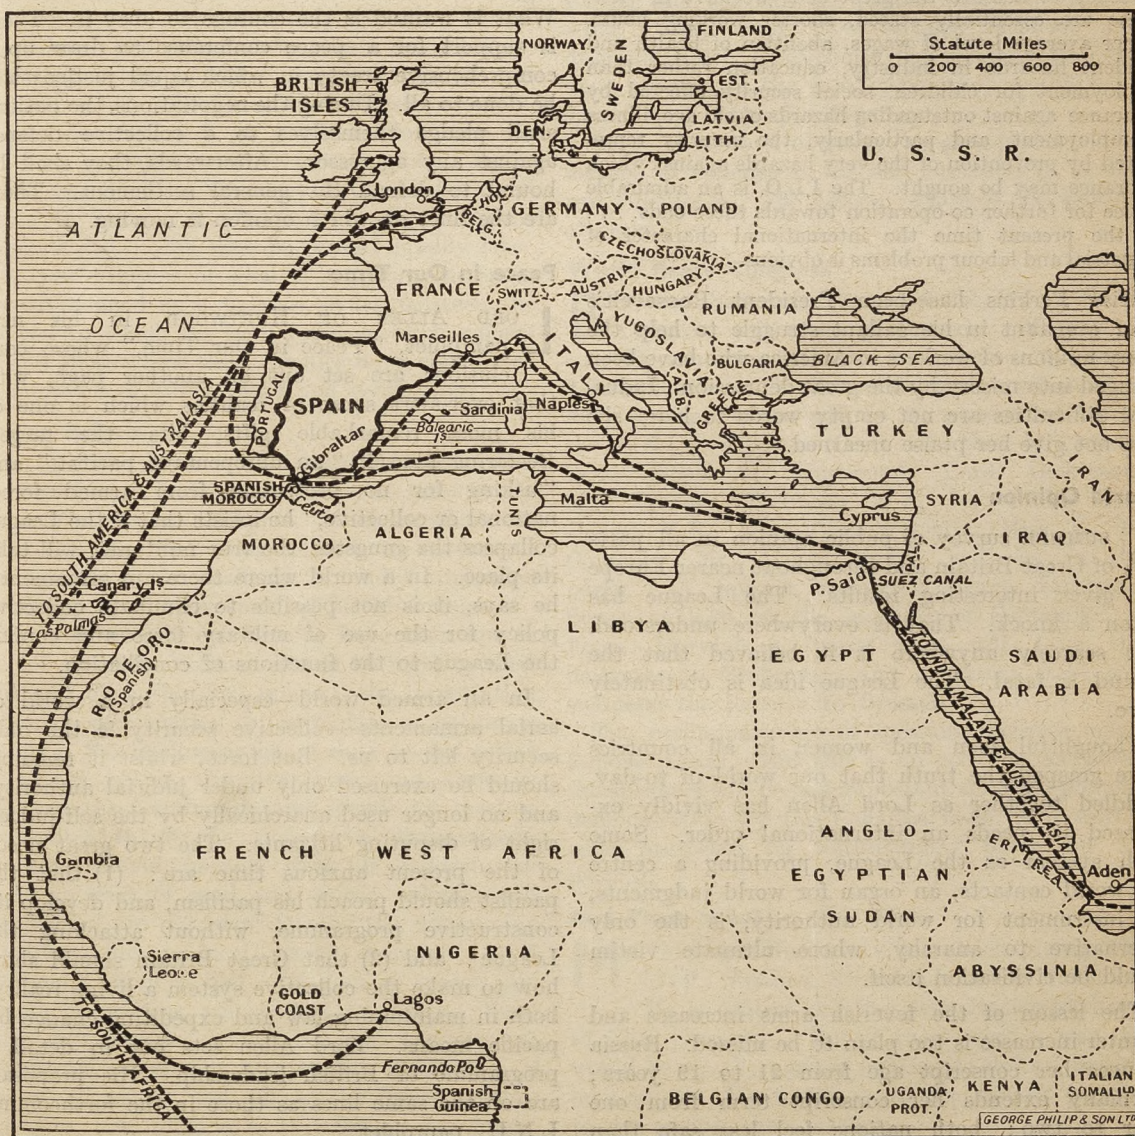 NORWAY
SWEDEN
FINLAND
Statute Miles
0 200 400 600 800
BRITISH
ISLES
EST.
LATVIA
LITH.
DEN.
U. S. S. R.
London
HOL.
BELG.
GERMANY
POLAND
ATLANTIC
OCEAN
CZECHOSLOVAKIA
FRANCE
SWITZ.
AUSTRIA
HUNGARY
RUMANIA
YUGOSLAVIA
ITALY
Marseilles
BULGARIA
BLACK SEA
ALB.
GREECE
PORTUGAL
SPAIN
Sardinia
Naples
Balearic
Is
TURKEY
Gibraltar
SPANISH
MOROCCO
Ceuta
TUNIS
Malta
Cyprus
SYRIA
IRAN
IRAQ
MOROCCO
ALGERIA
PAL.
P. Said
SUEZ CANAL
TO SOUTH AMERICA & AUSTRALASIA
Canary Is
Las Palmas
LIBYA
EGYPT
SAUDI
ARABIA
RIO DE ORO
(Spanish)
TO INDIA, MALAYA & AUSTRALASIA
Gambia
FRENCH WEST AFRICA
ANGLO-
EGYPTIAN
SUDAN
ERITREA
Aden
Sierra
Leone
NIGERIA
ABYSSINIA
GOLD
COAST
Lagos
TO SOUTH AFRICA
Fernando Po
Spanish
Guinea
BELGIAN CONGO
UGANDA
PROT.
KENYA
ITALIAN
SOMALILD
GEORGE PHILIP & SON LTD